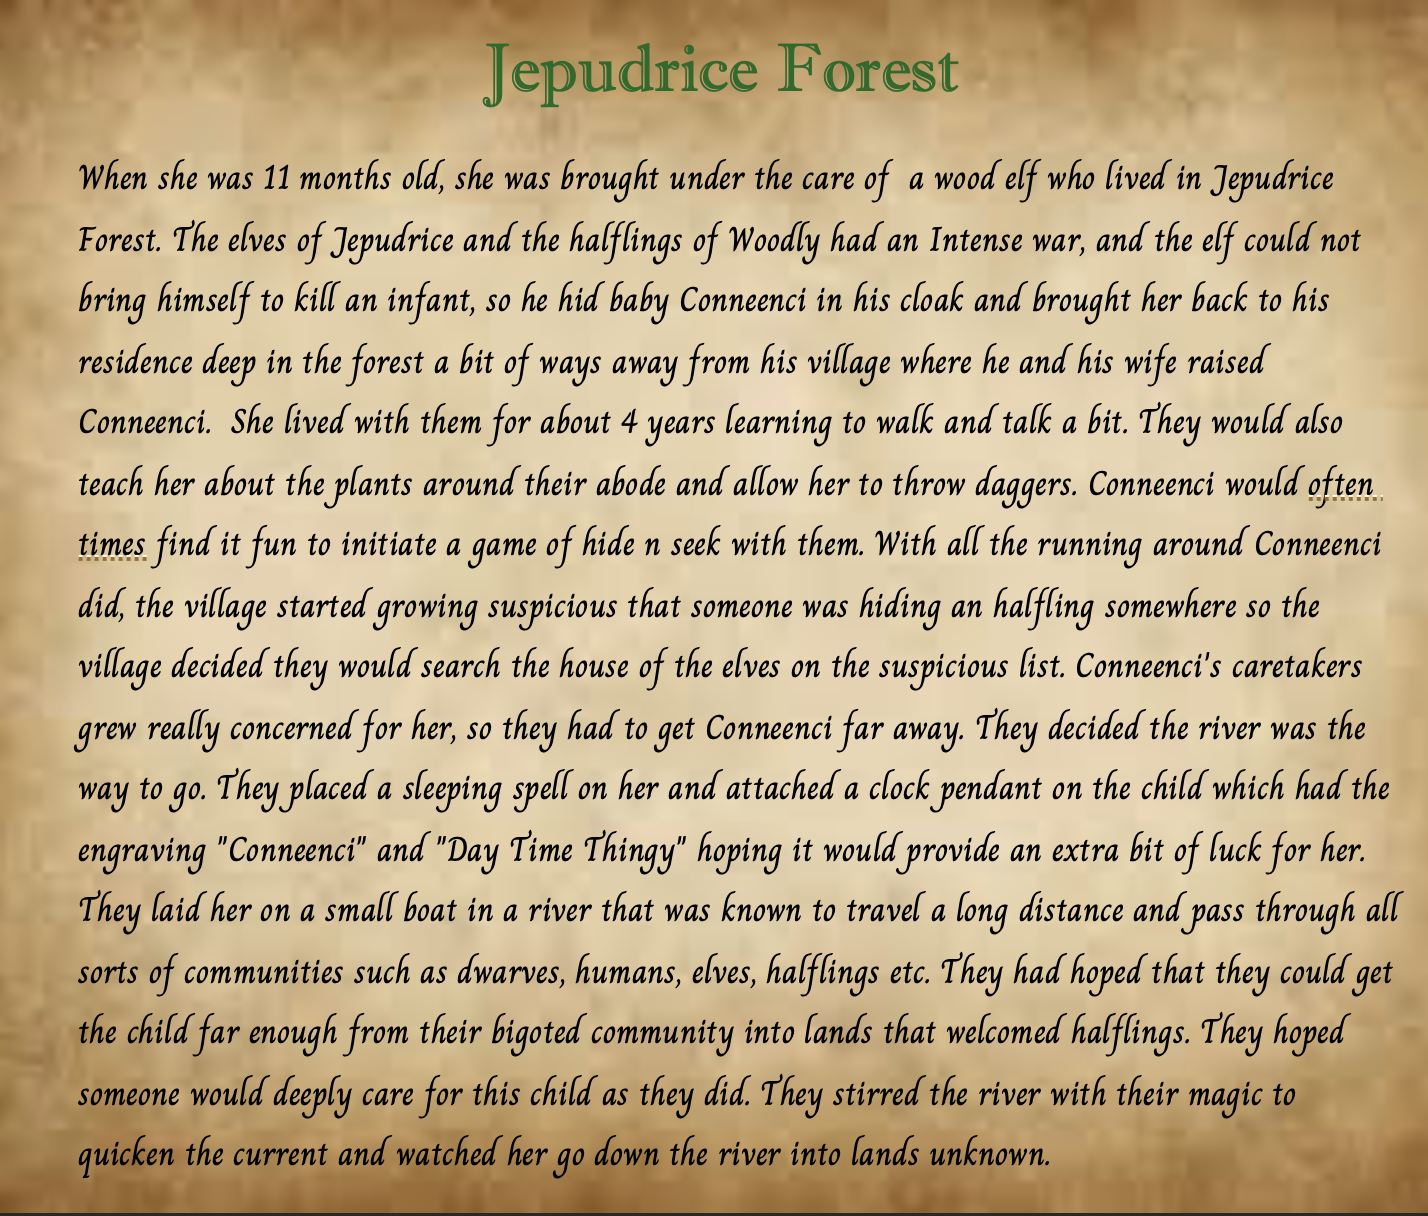 Jepudrice Forest
When she was 11 months old, she was brought under the care of  a wood elf who lived in Jepudrice
Forest. The elves of Jepudrice and the halflings of Woodly had an Intense war, and the elf could not
bring himself to kill an infant, so he hid baby Conneenci in his cloak and brought her back to his
residence deep in the forest a bit of ways away from his village where he and his wife raised
Conneenci.  She lived with them for about 4 years learning to walk and talk a bit. They would also
teach her about the plants around their abode and allow her to throw daggers. Conneenci would often
times find it fun to initiate a game of hide n seek with them. With all the running around Conneenci
did, the village started growing suspicious that someone was hiding an halfling somewhere so the
village decided they would search the house of the elves on the suspicious list. Conneenci's caretakers
grew really concerned for her, so they had to get Conneenci far away. They decided the river was the
way to go. They placed a sleeping spell on her and attached a clock pendant on the child which had the
engraving "Conneenci" and "Day Time Thingy" hoping it would provide an extra bit of luck for her.
They laid her on a small boat in a river that was known to travel a long distance and pass through all
sorts of communities such as dwarves, humans, elves, halflings etc. They had hoped that they could get
the child far enough from their bigoted community into lands that welcomed halflings. They hoped
someone would deeply care for this child as they did. They stirred the river with their magic to
quicken the current and watched her go down the river into lands unknown.